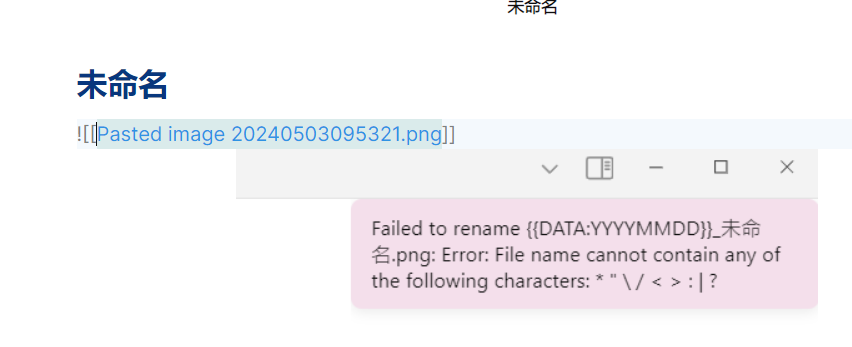 未命名
未命名
![[Pasted image 20240503095321.png]]
Failed to rename {{DATA:YYYYMMDD}}_未命
名.png: Error: File name cannot contain any of
the following characters: * " \ / < > : | ?